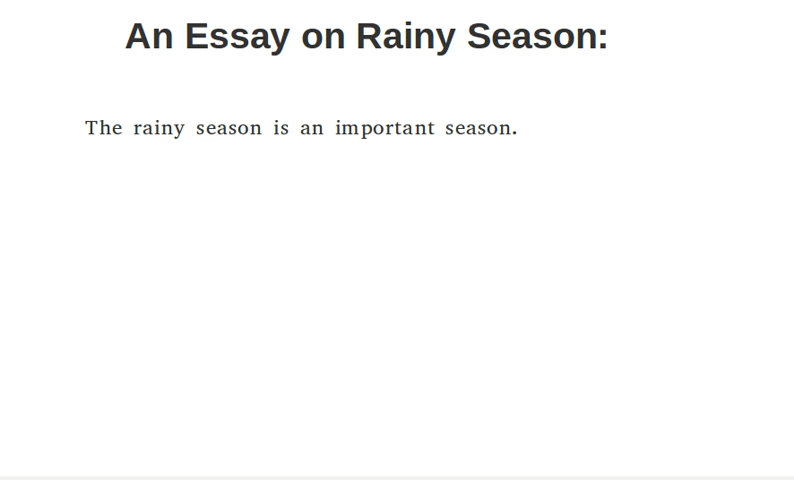 An Essay on Rainy Season:
The rainy season is an important season.